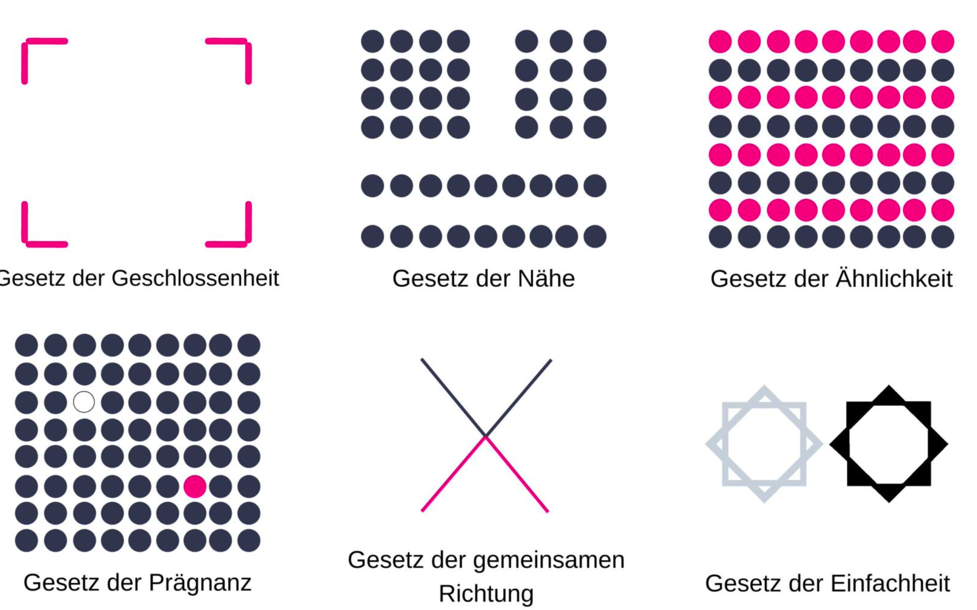 Gesetz der Geschlossenheit
Gesetz der Nähe
Gesetz der Ähnlichkeit
Gesetz der Prägnanz
Gesetz der gemeinsamen
Richtung
Gesetz der Einfachheit